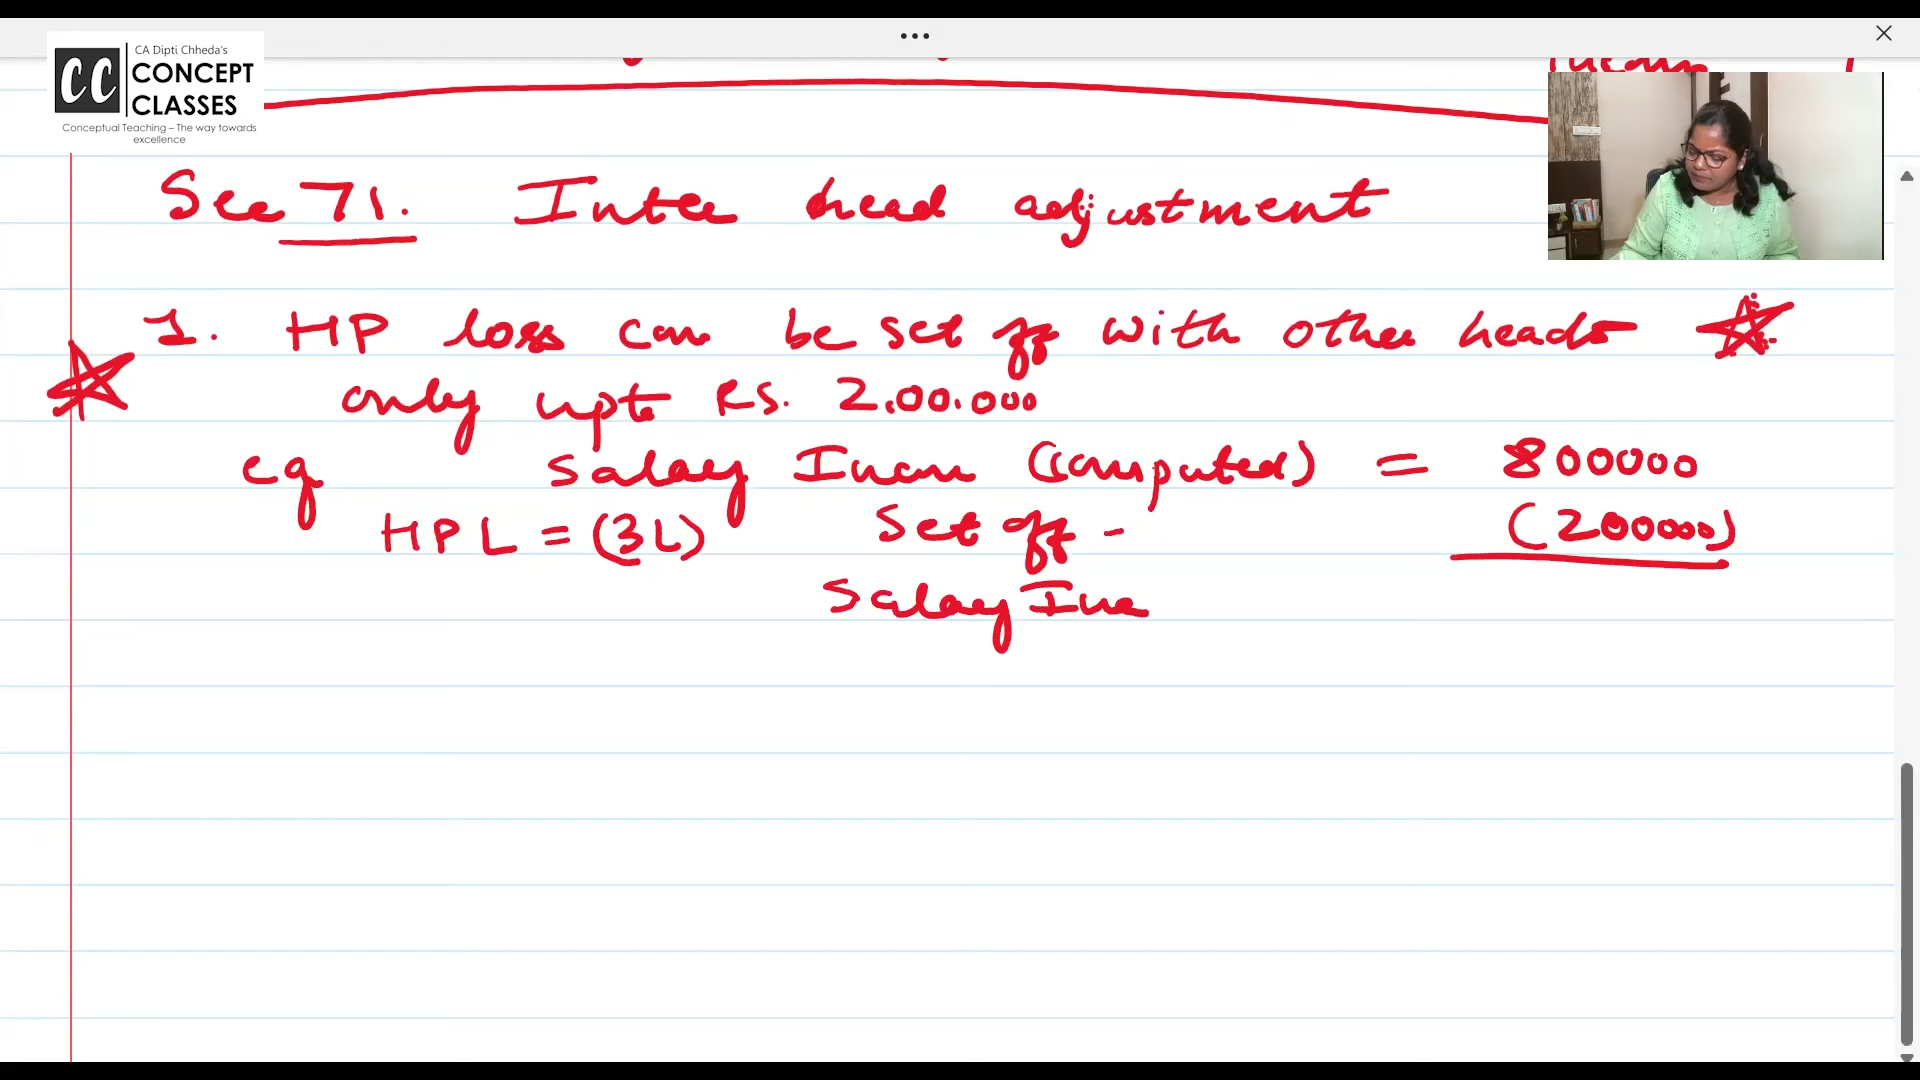 CA Dipti Chheda's
CC CONCEPT
CLASSES
Conceptual Teaching – The way towards
excellence
Sec 71. Inter head adjustment
1. HP loss can be set off with other heads
only upto Rs. 2,00,000
eg Salary Incom (computed) = 800000
HPL = (3L) Set off - (200000)
Salary Inc